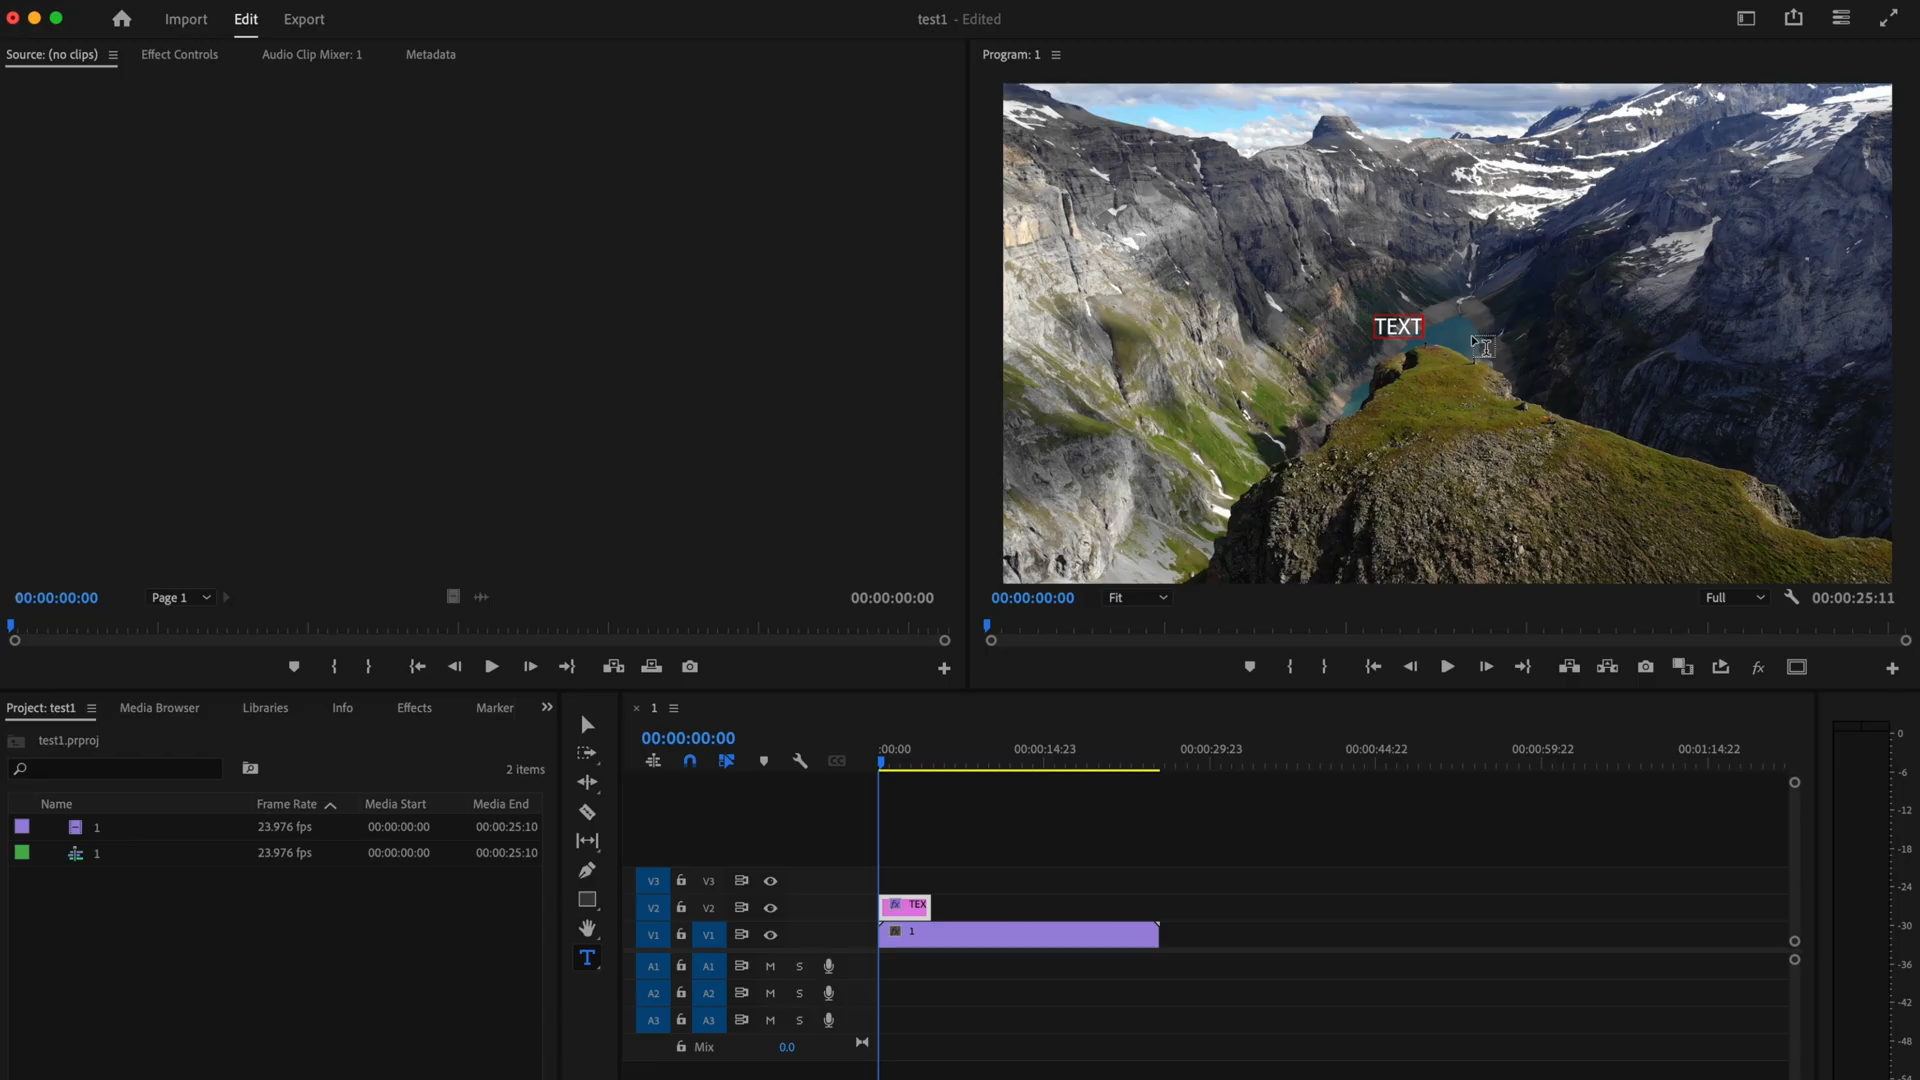 Import Edit Export test1 - Edited
Source: (no clips) Effect Controls Audio Clip Mixer: 1 Metadata
Program: 1
TEXT
00:00:00:00 Page 1 00:00:00:00
00:00:00:00 Fit Full 00:00:25:11
Project: test1 Media Browser Libraries Info Effects Marker
test1.prproj
2 items
Name Frame Rate Media Start Media End
1 23.976 fps 00:00:00:00 00:00:25:10
1 23.976 fps 00:00:00:00 00:00:25:10
1
00:00:00:00
:00:00 00:00:14:23 00:00:29:23 00:00:44:22 00:00:59:22 00:01:14:22
V3 V3
V2 V2 fx TEX
V1 V1 fx 1
A1 A1 M S
A2 A2 M S
A3 A3 M S
Mix 0.0
0
-6
-12
-18
-24
-30
-36
-42
-48
-54